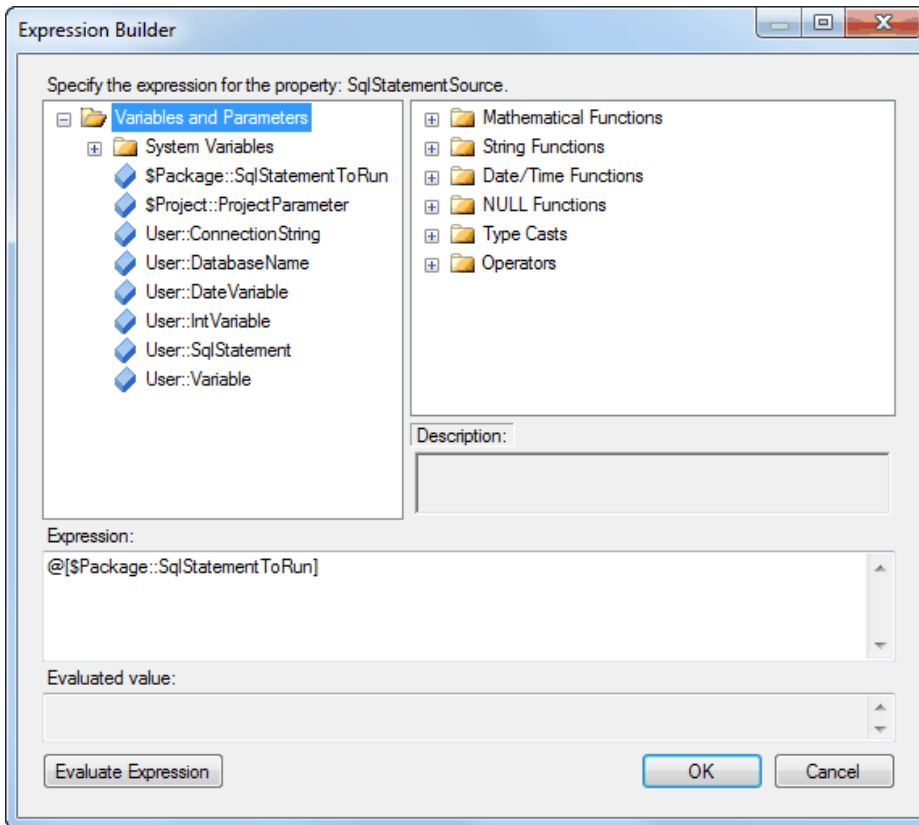 Expression Builder
Specify the expression for the property: SqlStatementSource.
Variables and Parameters
System Variables
$Package::SqlStatementToRun
$Project::ProjectParameter
User::ConnectionString
User::DatabaseName
User::DateVariable
User::IntVariable
User::SqlStatement
User::Variable
Mathematical Functions
String Functions
Date/Time Functions
NULL Functions
Type Casts
Operators
Description:
Expression:
@[$Package::SqlStatementToRun]
Evaluated value:
Evaluate Expression
OK
Cancel